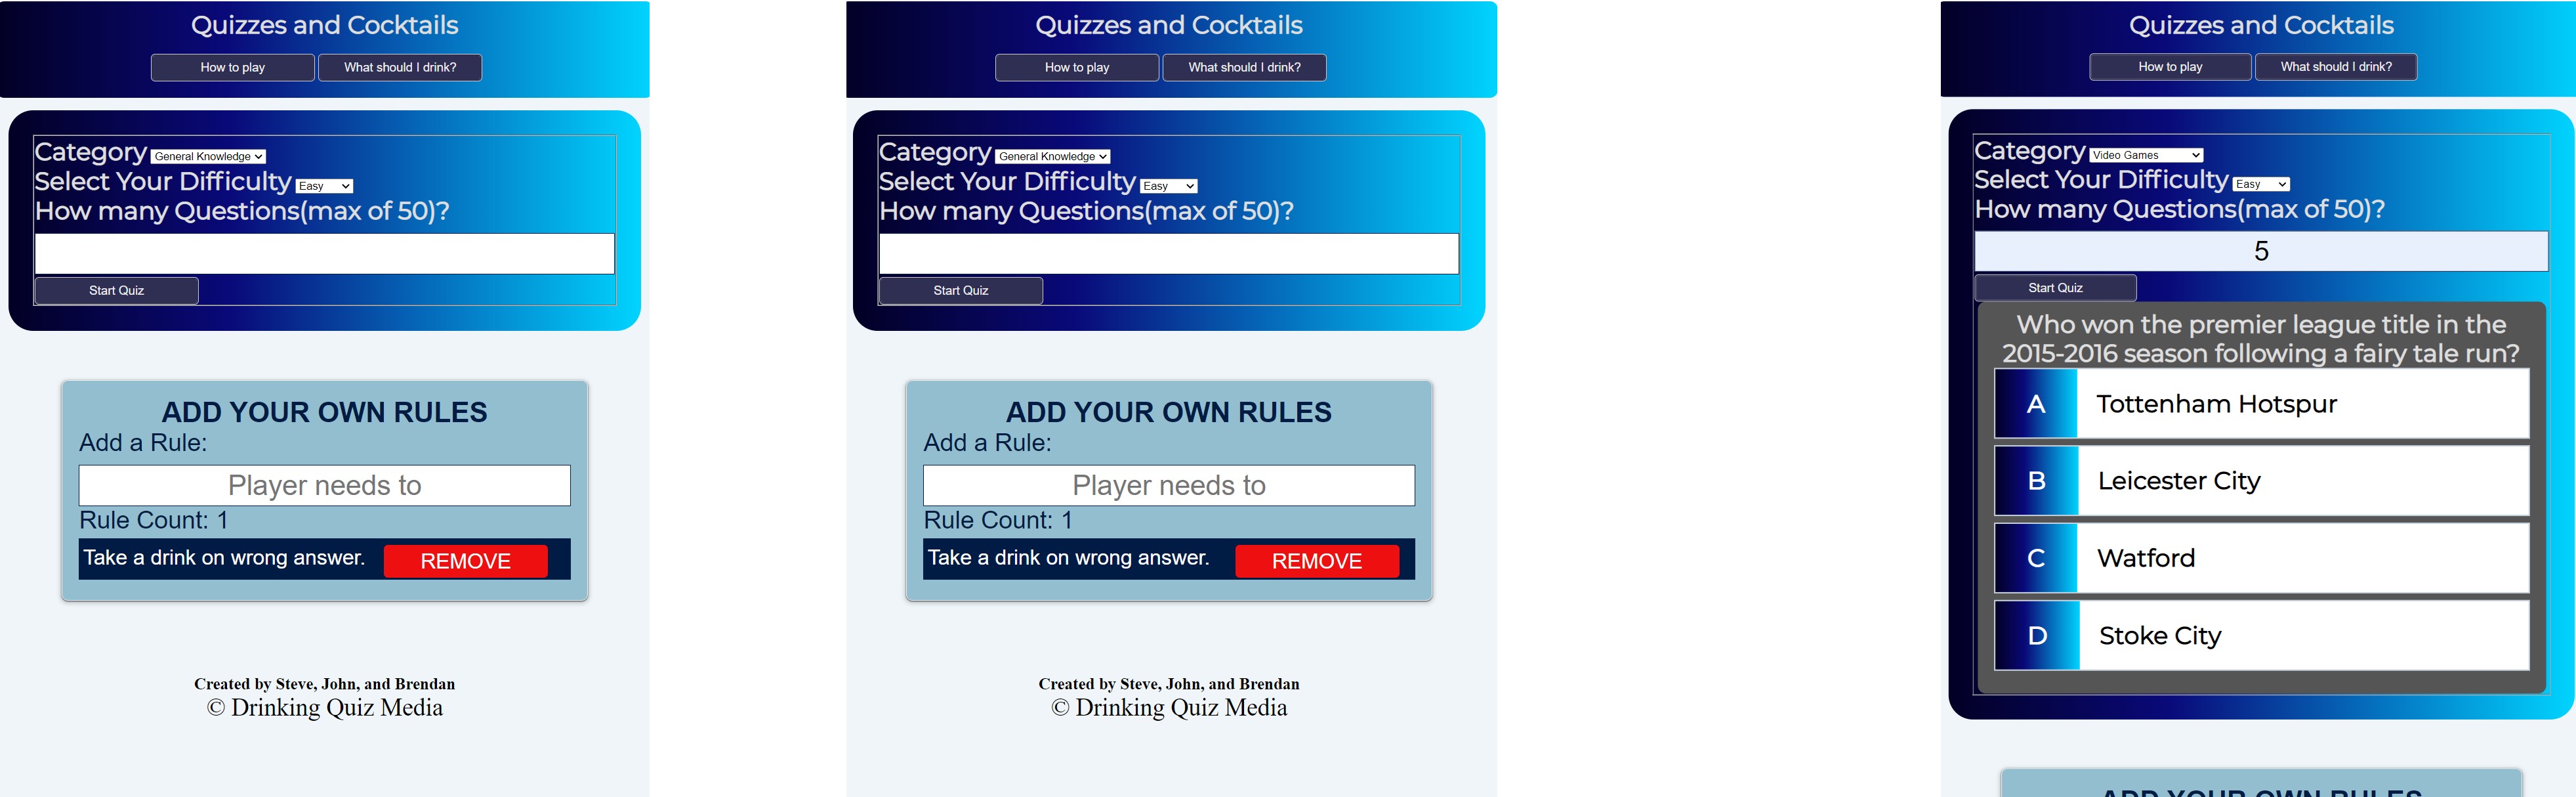 Quizzes and Cocktails
How to play What should I drink?
Category General Knowledge
Select Your Difficulty Easy
How many Questions(max of 50)?
Start Quiz
ADD YOUR OWN RULES
Add a Rule:
Player needs to
Rule Count: 1
Take a drink on wrong answer. REMOVE
Created by Steve, John, and Brendan
© Drinking Quiz Media
Quizzes and Cocktails
How to play What should I drink?
Category General Knowledge
Select Your Difficulty Easy
How many Questions(max of 50)?
Start Quiz
ADD YOUR OWN RULES
Add a Rule:
Player needs to
Rule Count: 1
Take a drink on wrong answer. REMOVE
Created by Steve, John, and Brendan
© Drinking Quiz Media
Quizzes and Cocktails
How to play What should I drink?
Category Video Games
Select Your Difficulty Easy
How many Questions(max of 50)?
5
Start Quiz
Who won the premier league title in the
2015-2016 season following a fairy tale run?
A Tottenham Hotspur
B Leicester City
C Watford
D Stoke City
ADD YOUR OWN RULES